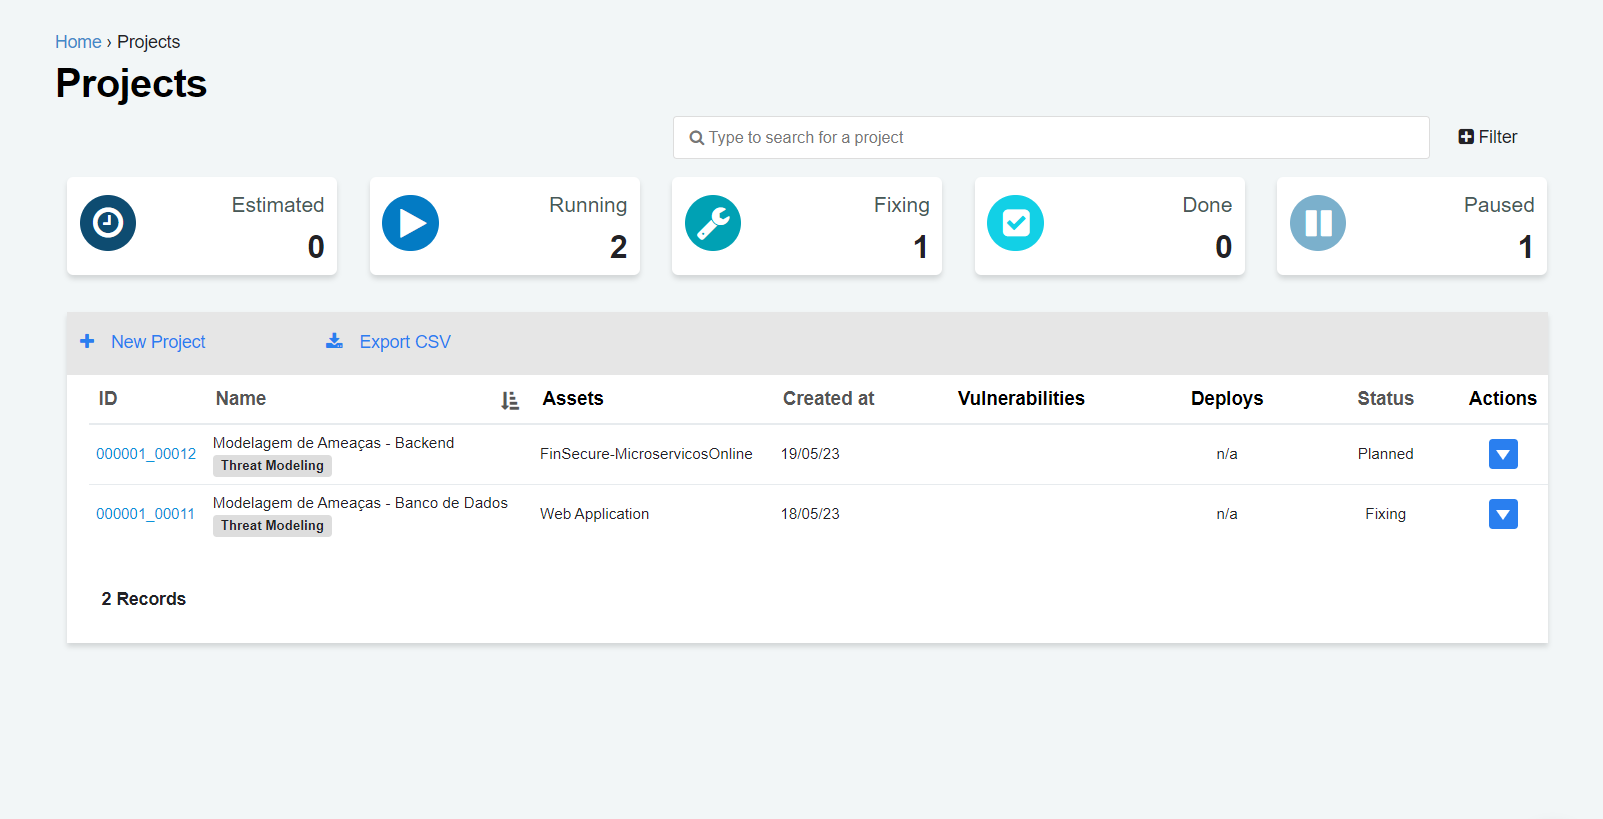 Home › Projects
Projects
Type to search for a project
Filter
Estimated
0
Running
2
Fixing
1
Done
0
Paused
1
New Project
Export CSV
ID Name Assets Created at Vulnerabilities Deploys Status Actions
000001_00012 Modelagem de Ameaças - Backend FinSecure-MicroservicosOnline 19/05/23 n/a Planned
Threat Modeling
000001_00011 Modelagem de Ameaças - Banco de Dados Web Application 18/05/23 n/a Fixing
Threat Modeling
2 Records